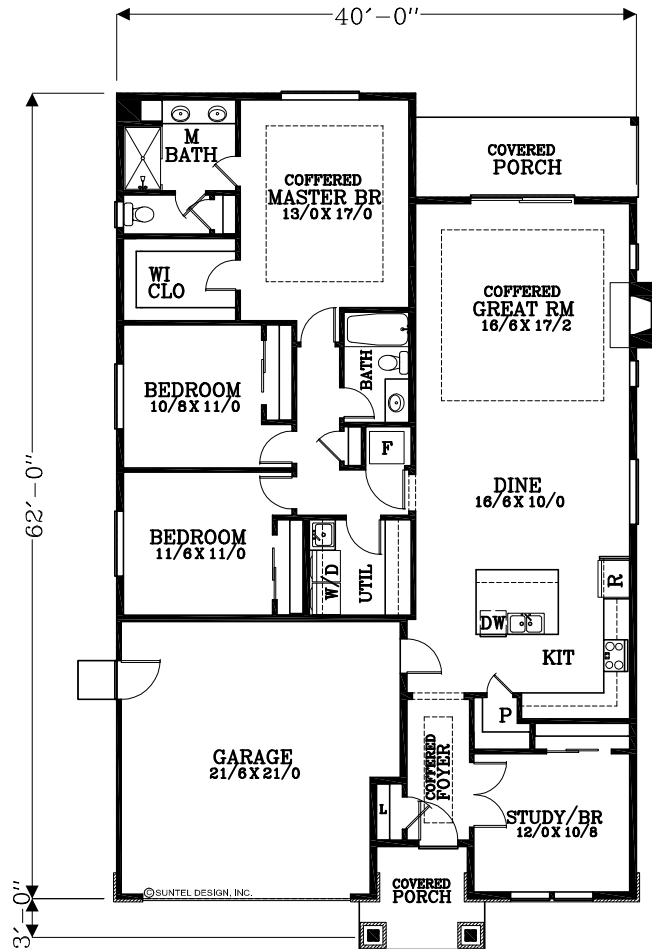 40'-0"
M
BATH
COFFERED
MASTER BR
13/0 X 17/0
COVERED
PORCH
WI
CLO
COFFERED
GREAT RM
16/6 X 17/2
BATH
BEDROOM
10/8 X 11/0
F
62'-0"
DINE
16/6 X 10/0
BEDROOM
11/6 X 11/0
W/D
UTIL
R
DW
KIT
P
GARAGE
21/6 X 21/0
COFFERED
FOYER
L
STUDY/BR
12/0 X 10/8
COVERED
PORCH
©SUNTEL DESIGN, INC.
3'-0"